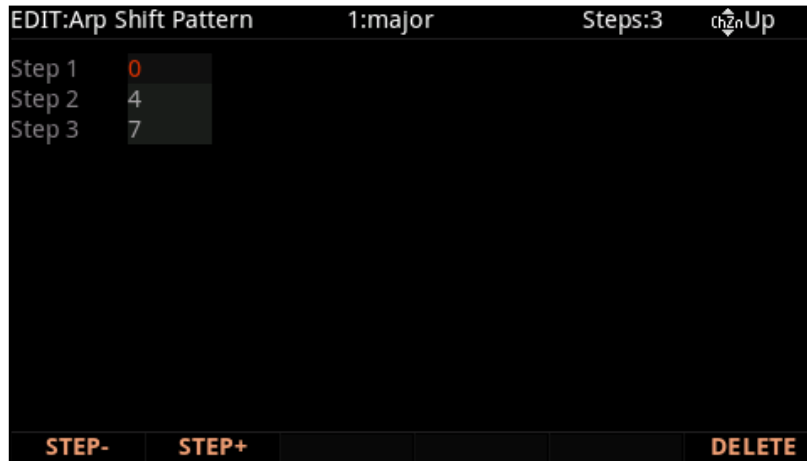 EDIT:Arp Shift Pattern 1:major Steps:3 ChZnUp
Step 1 0
Step 2 4
Step 3 7
STEP- STEP+ DELETE